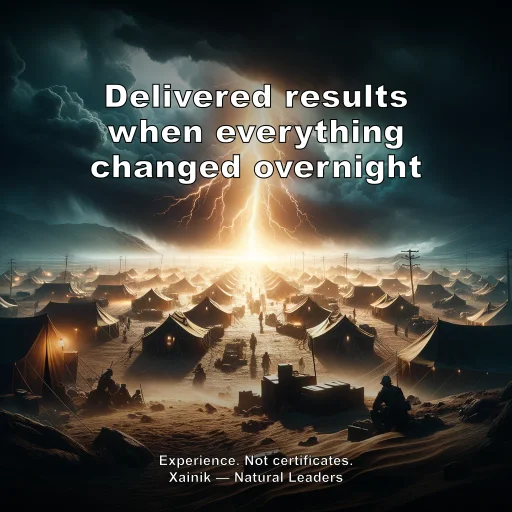 Delivered results
when everything
changed overnight
Experience. Not certificates.
Xainik — Natural Leaders